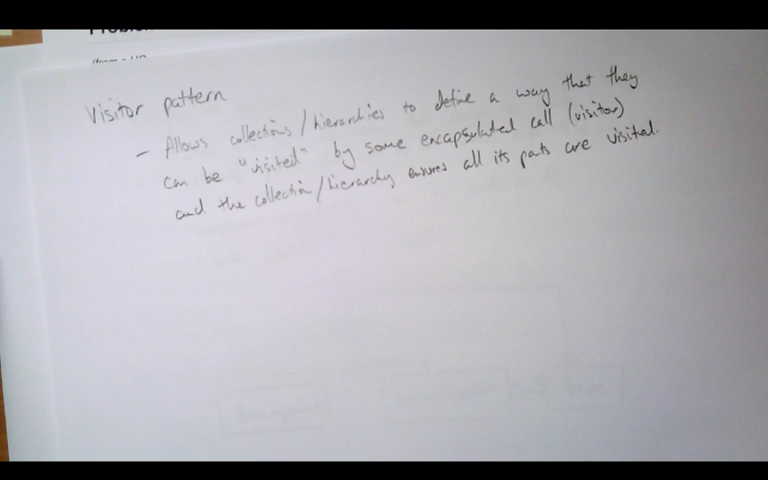 Visitor pattern
- Allows collections/hierarchies to define a way that they
can be "visited" by some encapsulated call (visitor)
and the collection/hierarchy ensures all its parts are visited.